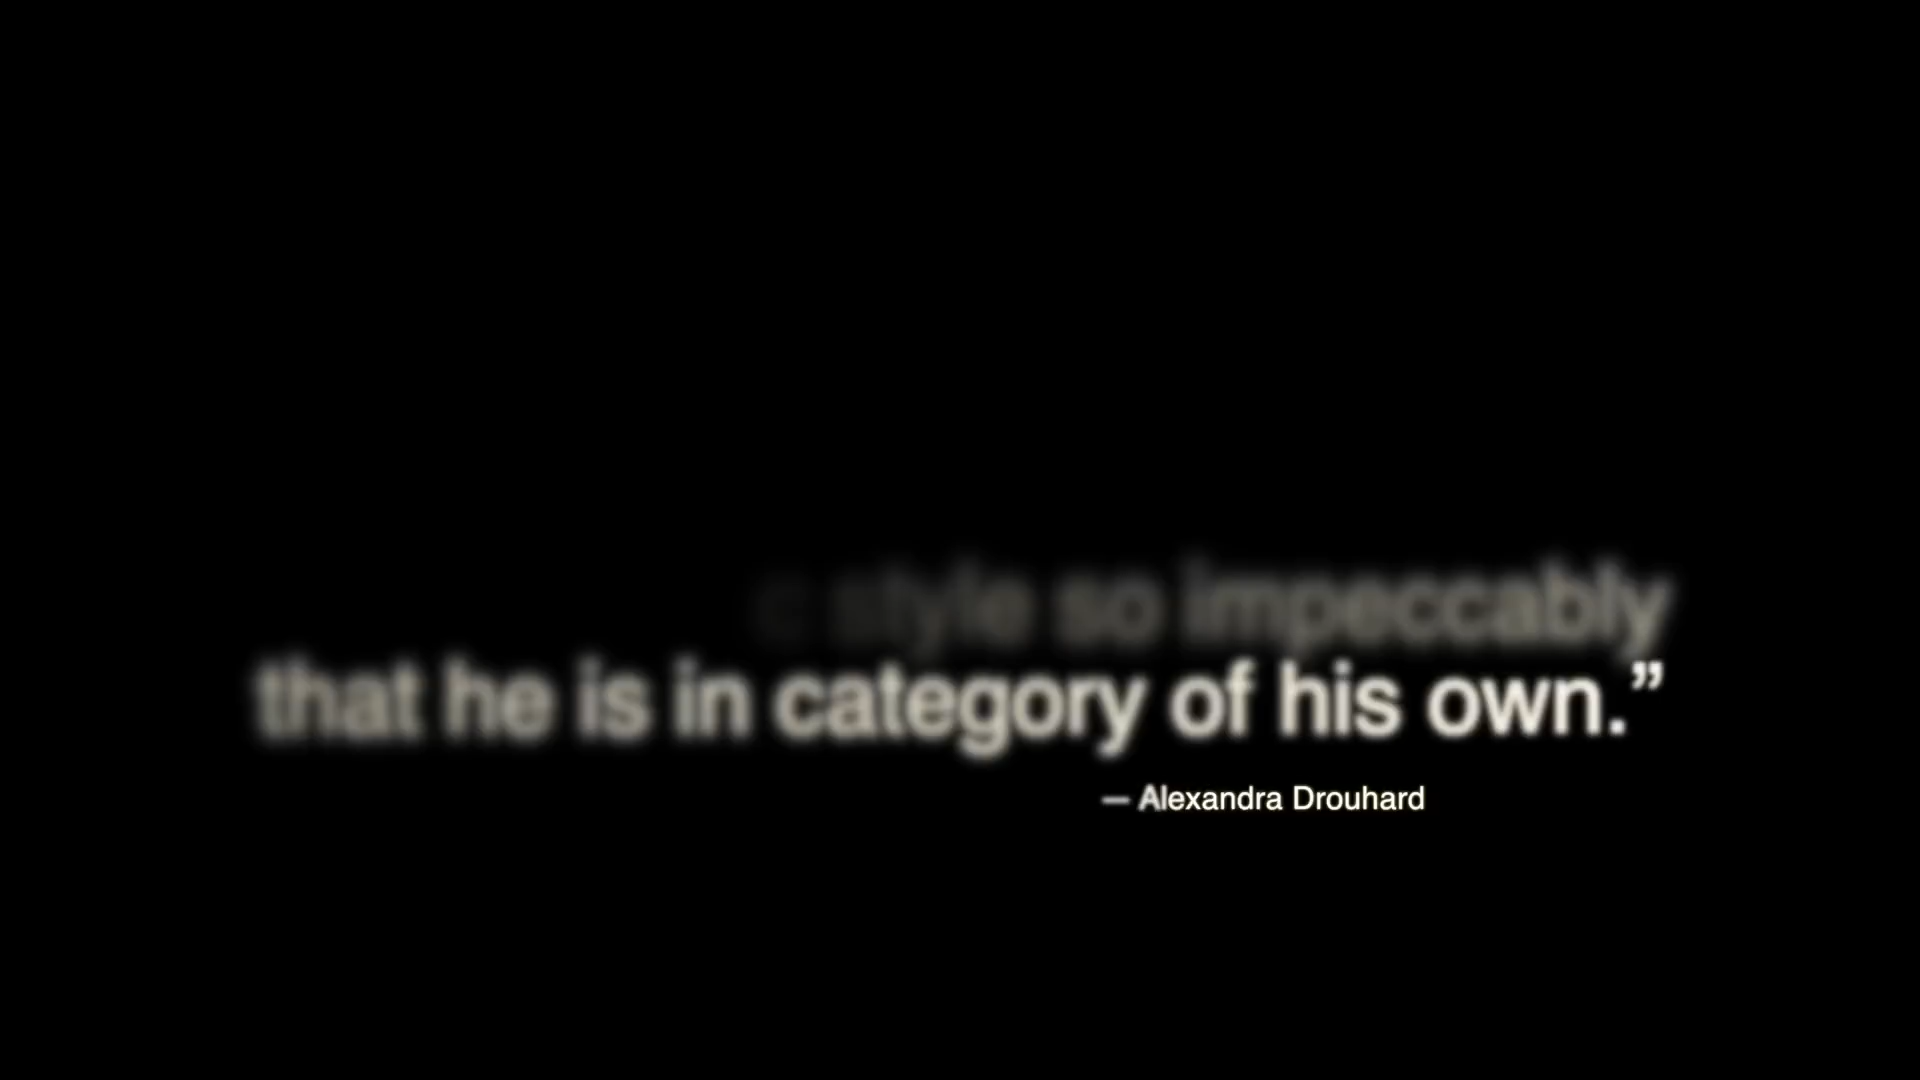 c style so impeccably
that he is in category of his own.”
— Alexandra Drouhard